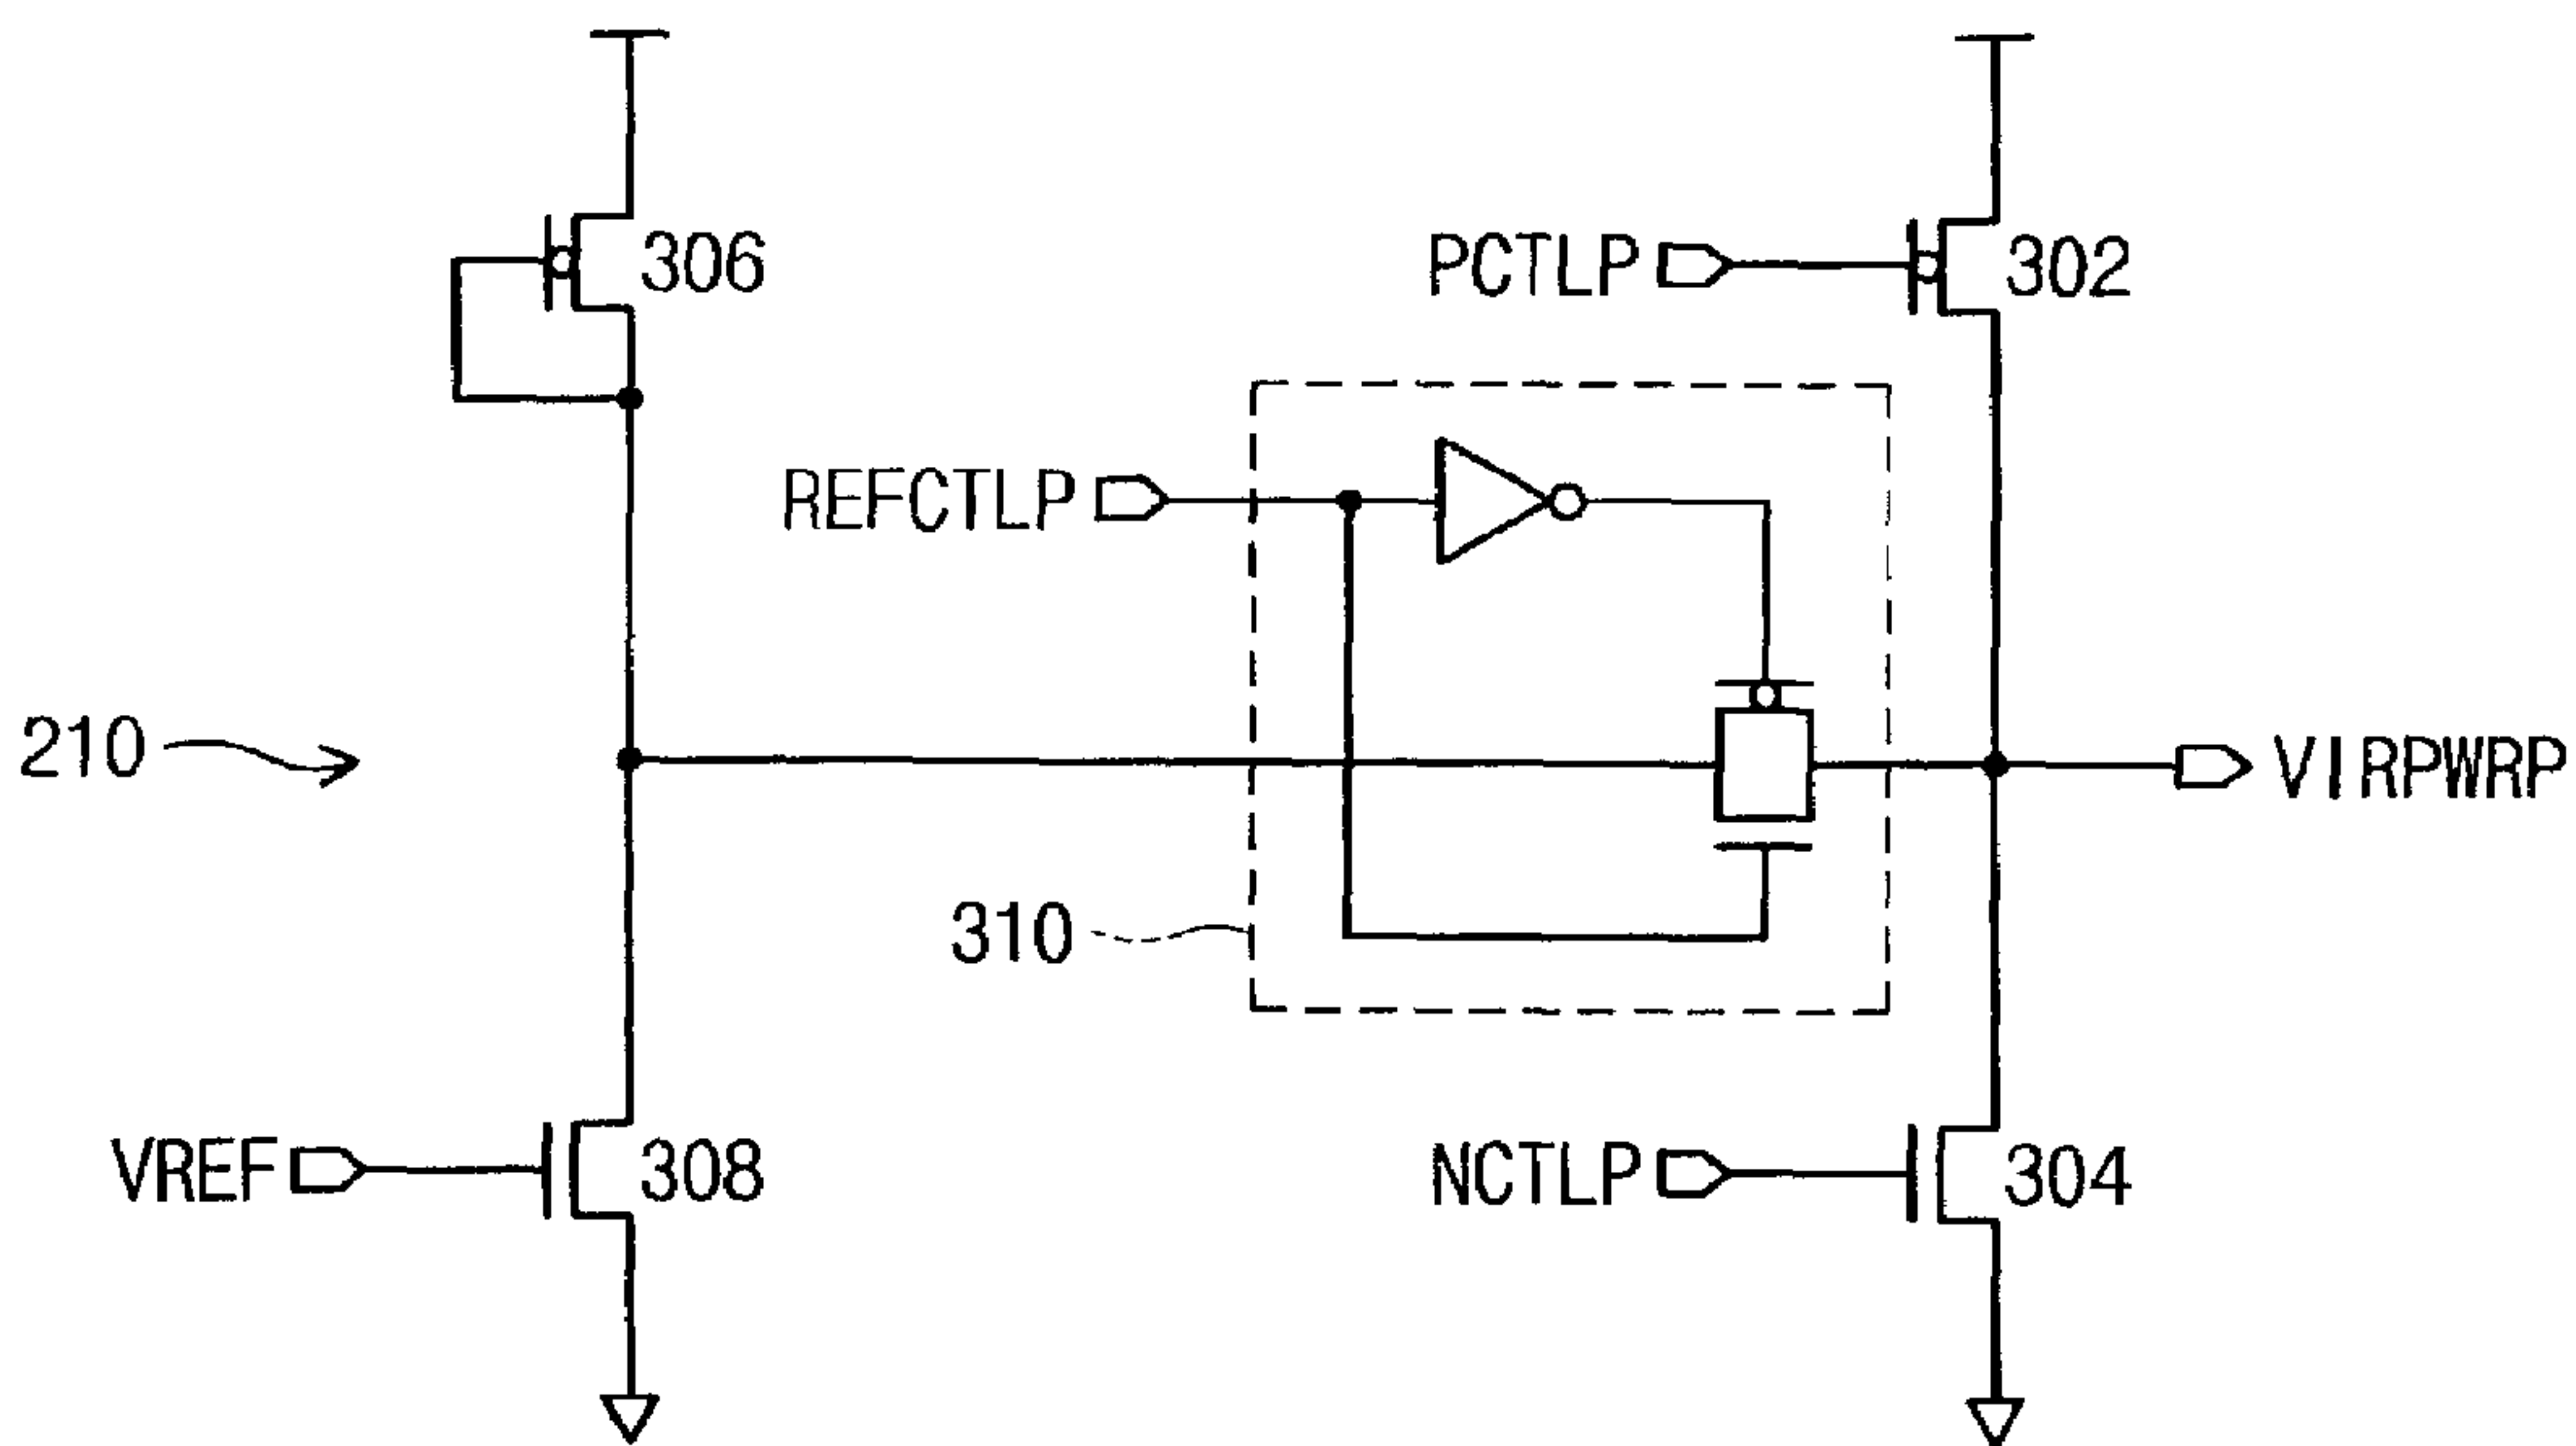 306
PCTLP
302
REFCTLP
210
VIRPWRP
310
VREF
308
NCTLP
304